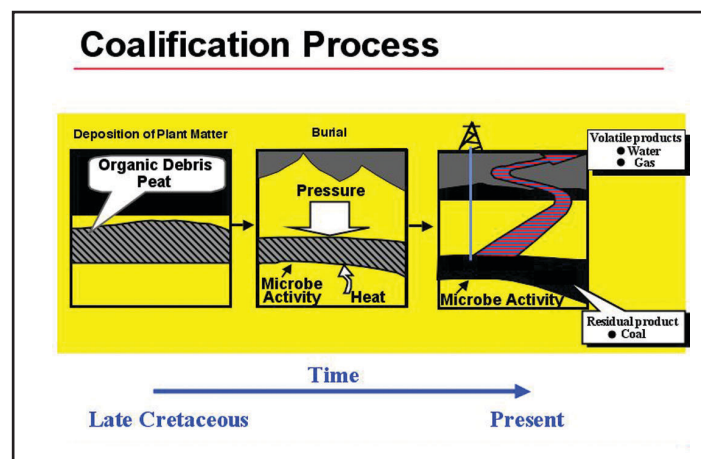 Coalification Process
Deposition of Plant Matter
Organic Debris
Peat
Burial
Pressure
Microbe
Activity
Heat
Volatile products
● Water
● Gas
Microbe Activity
Residual product
● Coal
Time
Late Cretaceous
Present